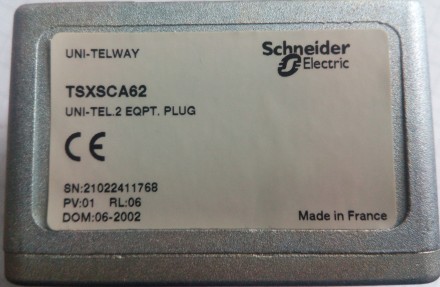 UNI-TELWAY
Schneider
Electric
TSXSCA62
UNI-TEL.2 EQPT. PLUG
CE
SN:21022411768
PV:01 RL:06
DOM:06-2002
Made in France